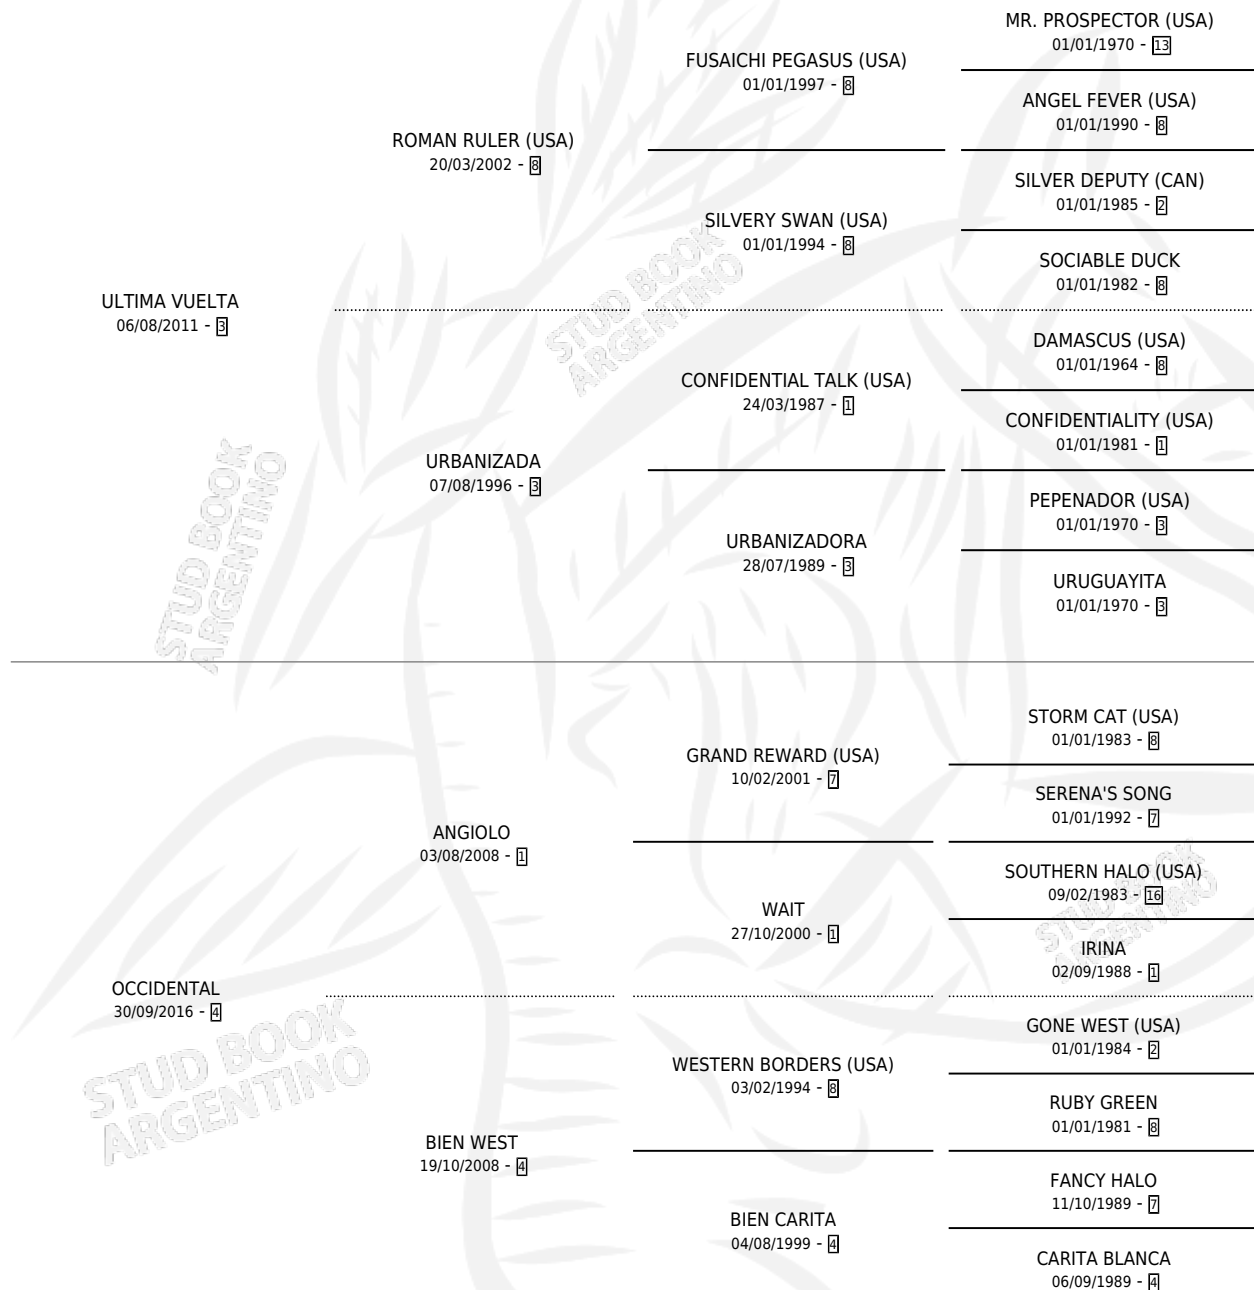 MR. PROSPECTOR (USA)
01/01/1970 - 13
FUSAICHI PEGASUS (USA)
01/01/1997 - 8
ANGEL FEVER (USA)
01/01/1990 - 8
ROMAN RULER (USA)
20/03/2002 - 8
SILVER DEPUTY (CAN)
01/01/1985 - 2
SILVERY SWAN (USA)
01/01/1994 - 8
SOCIABLE DUCK
01/01/1982 - 8
ULTIMA VUELTA
06/08/2011 - 3
DAMASCUS (USA)
01/01/1964 - 8
CONFIDENTIAL TALK (USA)
24/03/1987 - 1
CONFIDENTIALITY (USA)
01/01/1981 - 1
URBANIZADA
07/08/1996 - 3
PEPENADOR (USA)
01/01/1970 - 3
URBANIZADORA
28/07/1989 - 3
URUGUAYITA
01/01/1970 - 3
STORM CAT (USA)
01/01/1983 - 8
GRAND REWARD (USA)
10/02/2001 - 7
SERENA'S SONG
01/01/1992 - 7
ANGIOLO
03/08/2008 - 1
SOUTHERN HALO (USA)
09/02/1983 - 16
WAIT
27/10/2000 - 1
IRINA
02/09/1988 - 1
OCCIDENTAL
30/09/2016 - 4
GONE WEST (USA)
01/01/1984 - 2
WESTERN BORDERS (USA)
03/02/1994 - 8
RUBY GREEN
01/01/1981 - 8
BIEN WEST
19/10/2008 - 4
FANCY HALO
11/10/1989 - 7
BIEN CARITA
04/08/1999 - 4
CARITA BLANCA
06/09/1989 - 4
STUD BOOK
ARGENTINO
STUD BOOK
ARGENTINO
STUD BOOK
ARGENTINO
STUD BOOK
ARGENTINO